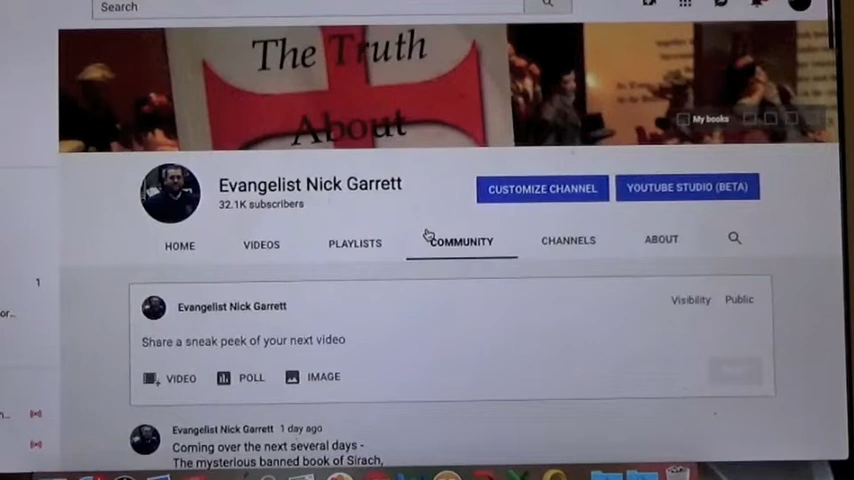 Search
The Truth
About
My books
Evangelist Nick Garrett
32.1K subscribers
CUSTOMIZE CHANNEL
YOUTUBE STUDIO (BETA)
HOME
VIDEOS
PLAYLISTS
COMMUNITY
CHANNELS
ABOUT
1
or..
Evangelist Nick Garrett
Visibility
Public
Share a sneak peek of your next video
VIDEO
POLL
IMAGE
Evangelist Nick Garrett 1 day ago
Coming over the next several days -
The mysterious banned book of Sirach,